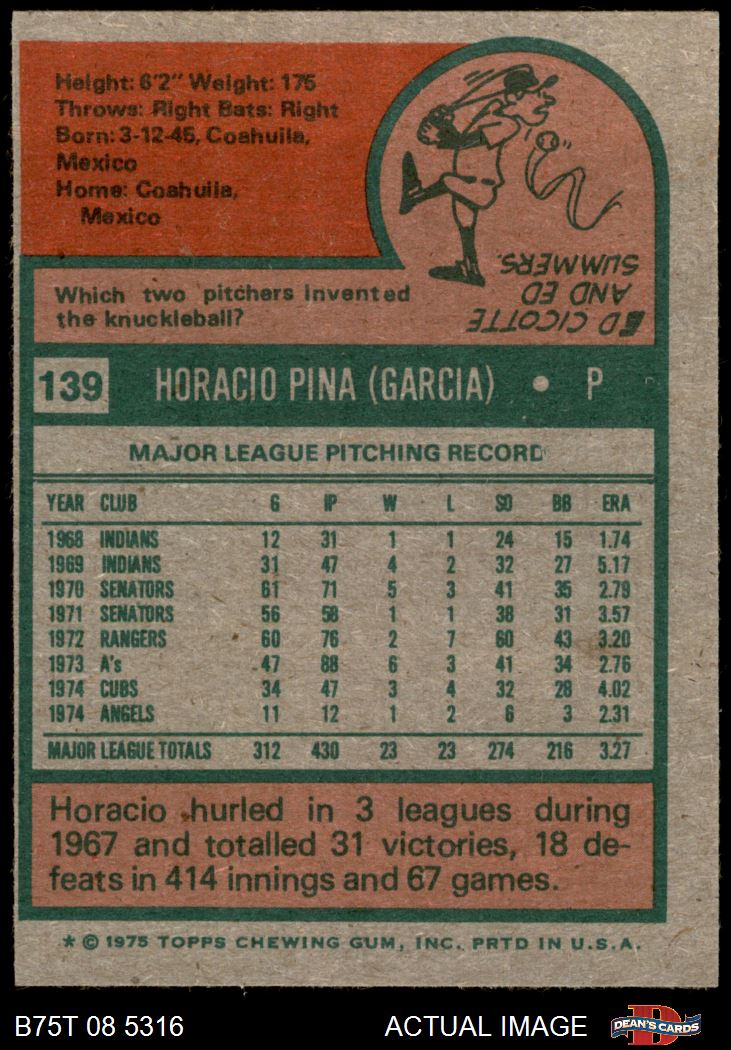 Height: 6'2" Weight: 175
Throws: Right Bats: Right
Born: 3-12-45, Coahuila,
Mexico
Home: Coahuila,
Mexico
Which two pitchers invented
the knuckleball?
ED CICOTTE
AND ED
SUMMERS.
139 HORACIO PINA (GARCIA) • P
MAJOR LEAGUE PITCHING RECORD
YEAR CLUB G IP W L SO BB ERA
1968 INDIANS 12 31 1 1 24 15 1.74
1969 INDIANS 31 47 4 2 32 27 5.17
1970 SENATORS 61 71 5 3 41 35 2.79
1971 SENATORS 56 58 1 1 38 31 3.57
1972 RANGERS 60 76 2 7 60 43 3.20
1973 A's 47 88 6 3 41 34 2.76
1974 CUBS 34 47 3 4 32 28 4.02
1974 ANGELS 11 12 1 2 6 3 2.31
MAJOR LEAGUE TOTALS 312 430 23 23 274 216 3.27
Horacio hurled in 3 leagues during
1967 and totalled 31 victories, 18 de-
feats in 414 innings and 67 games.
* © 1975 TOPPS CHEWING GUM, INC. PRTD IN U.S.A.
B75T 08 5316 ACTUAL IMAGE DEAN'S CARDS